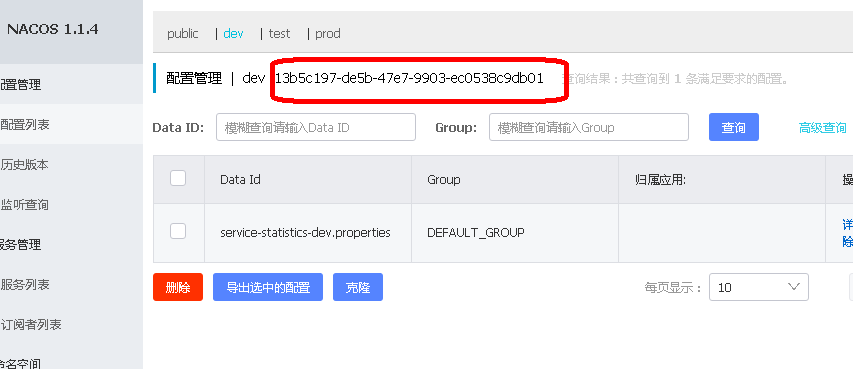 NACOS 1.1.4
public | dev | test | prod
配置管理 | dev 13b5c197-de5b-47e7-9903-ec0538c9db01 查询结果：共查询到 1 条满足要求的配置。
Data ID: 模糊查询请输入Data ID Group: 模糊查询请输入Group 查询 高级查询
Data Id Group 归属应用: 操
service-statistics-dev.properties DEFAULT_GROUP 详
除
删除 导出选中的配置 克隆 每页显示： 10
配置管理
配置列表
历史版本
监听查询
服务管理
服务列表
订阅者列表
命名空间